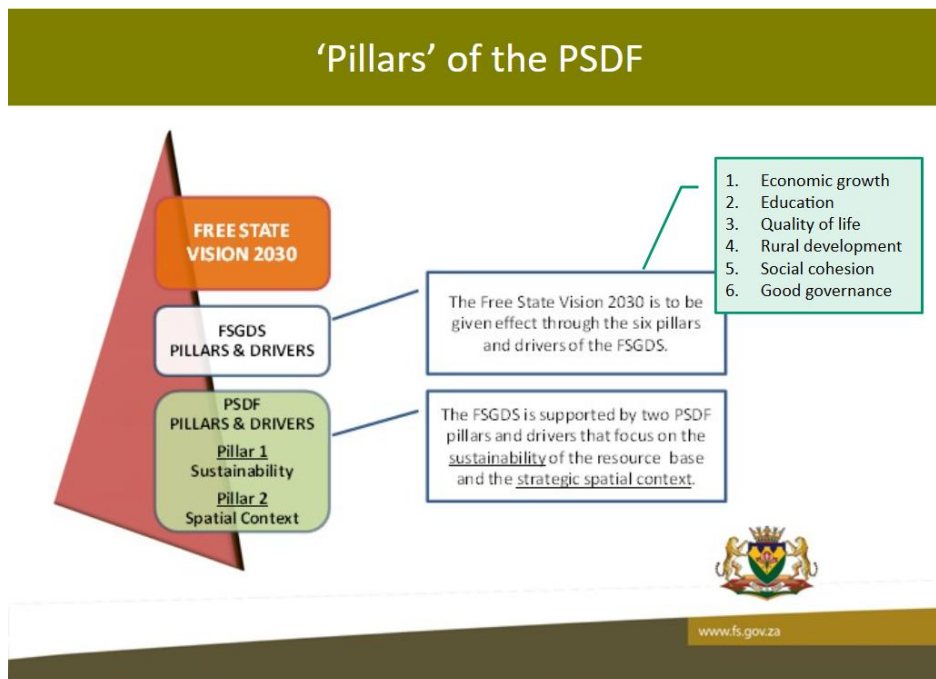 ‘Pillars’ of the PSDF
FREE STATE
VISION 2030
FSGDS
PILLARS & DRIVERS
PSDF
PILLARS & DRIVERS
Pillar 1
Sustainability
Pillar 2
Spatial Context
The Free State Vision 2030 is to be
given effect through the six pillars
and drivers of the FSGDS.
1. Economic growth
2. Education
3. Quality of life
4. Rural development
5. Social cohesion
6. Good governance
The FSGDS is supported by two PSDF
pillars and drivers that focus on the
sustainability of the resource base
and the strategic spatial context.
www.fs.gov.za